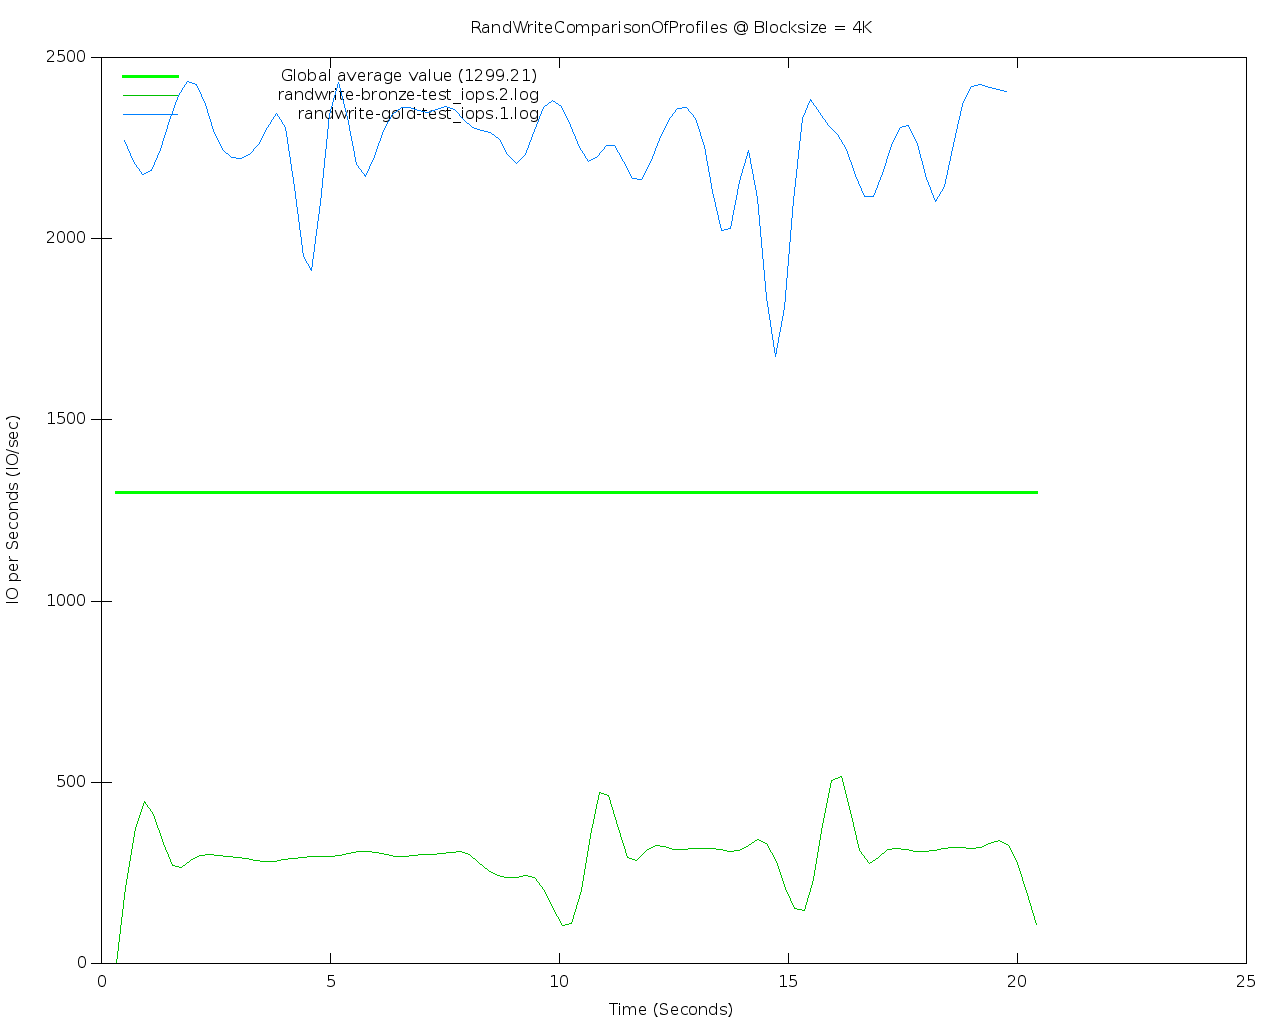 RandWriteComparisonOfProfiles @ Blocksize = 4K
2500
Global average value (1299.21)
randwrite-bronze-test_iops.2.log
randwrite-gold-test_iops.1.log
2000
1500
IO per Seconds (IO/sec)
1000
500
0
0 5 10 15 20 25
Time (Seconds)